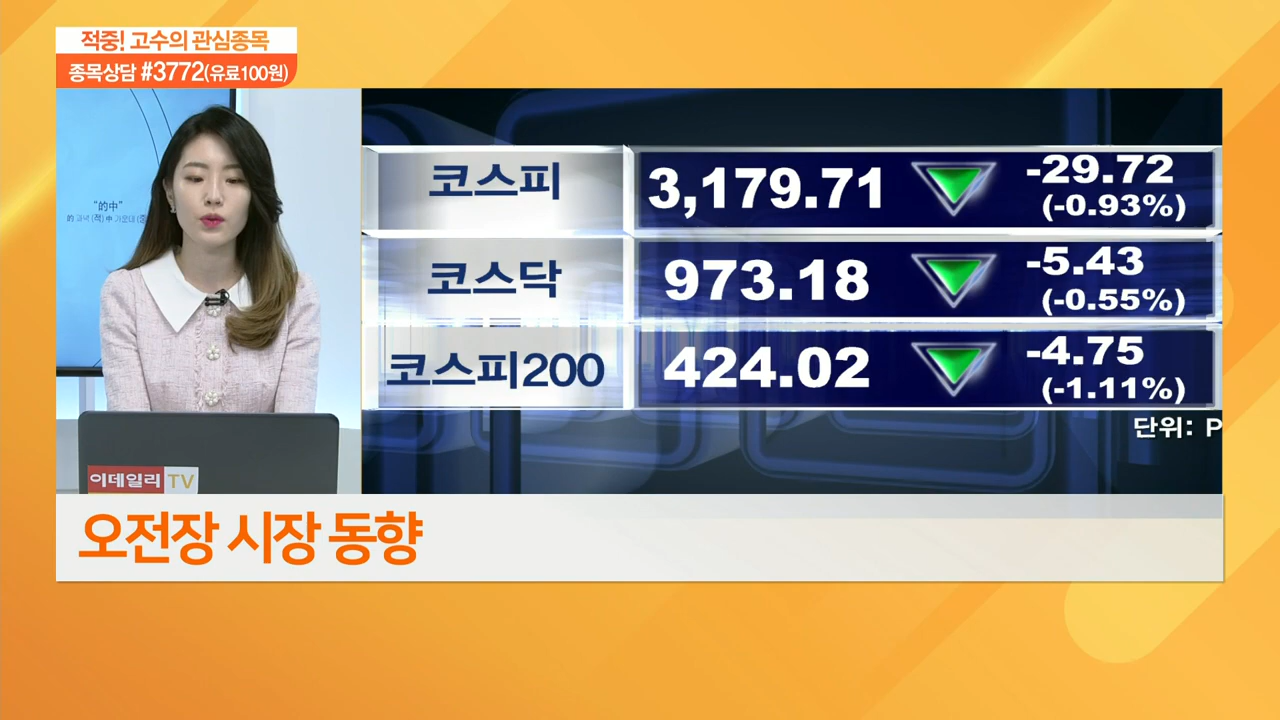 적중! 고수의 관심종목
종목상담 #3772(유료100원)
"的中"
코스피 3,179.71 -29.72
(-0.93%)
코스닥 973.18 -5.43
(-0.55%)
코스피200 424.02 -4.75
(-1.11%)
단위: P
이데일리 TV
오전장 시장 동향